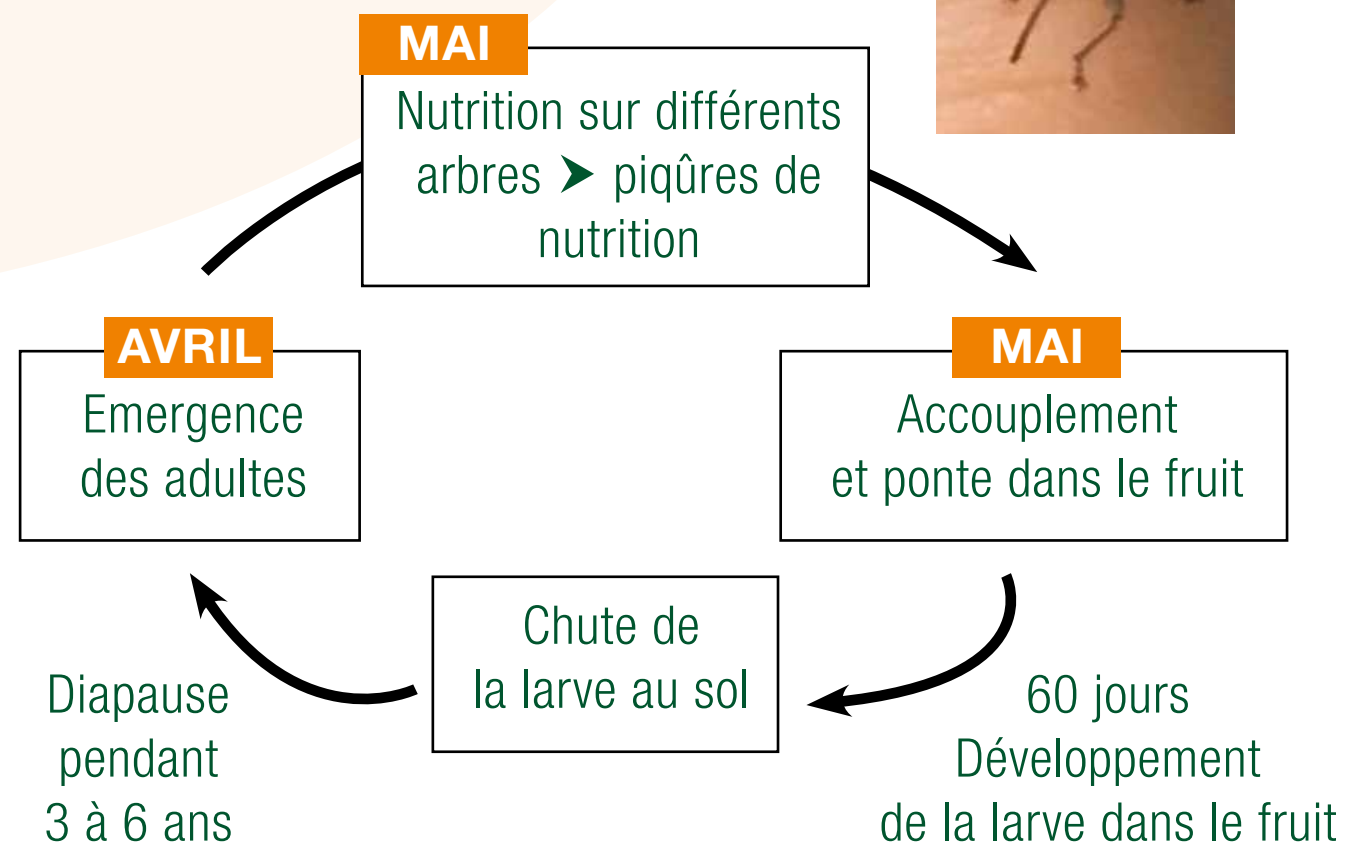 MAI
Nutrition sur différents
arbres ➤ piqûres de
nutrition
AVRIL
Emergence
des adultes
MAI
Accouplement
et ponte dans le fruit
Chute de
la larve au sol
Diapause
pendant
3 à 6 ans
60 jours
Développement
de la larve dans le fruit